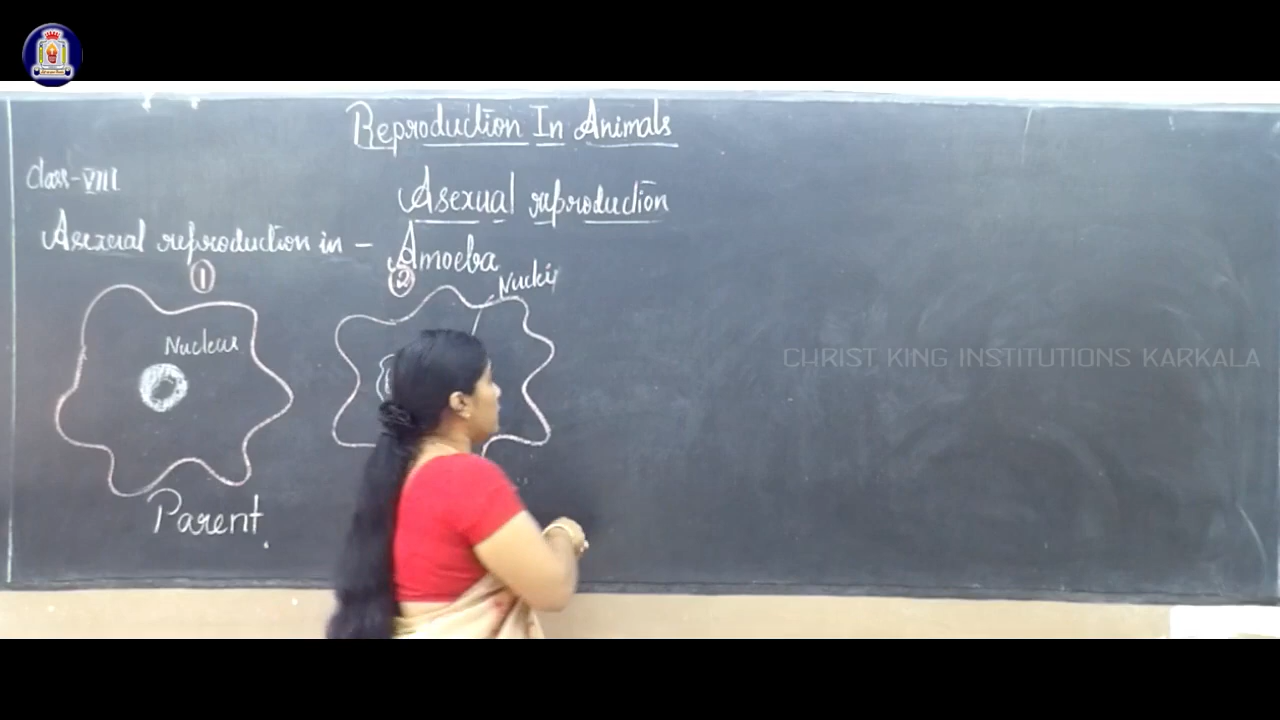 Reproduction In Animals
Class-VIII
Asexual reproduction
Asexual reproduction in - Amoeba
1
2
Nuclei
Nucleus
CHRIST KING INSTITUTIONS KARKALA
Parent